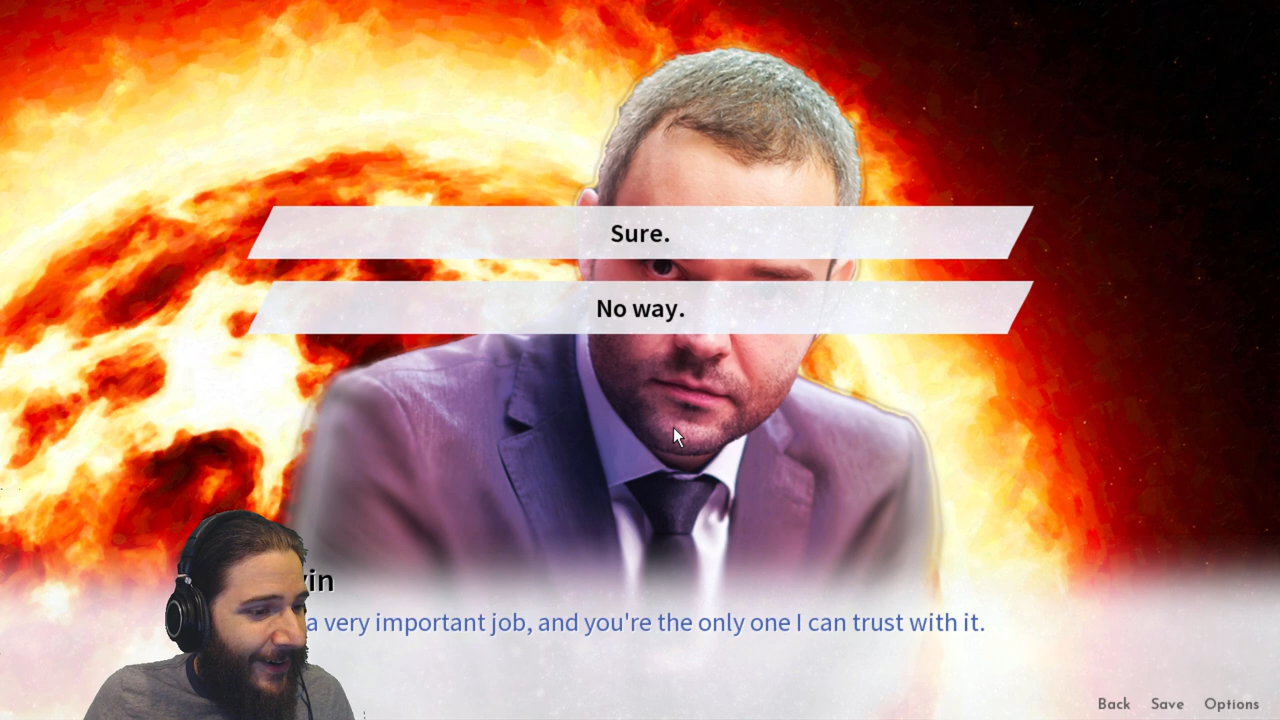 Sure.
No way.
a very important job, and you're the only one I can trust with it.
Back Save Options